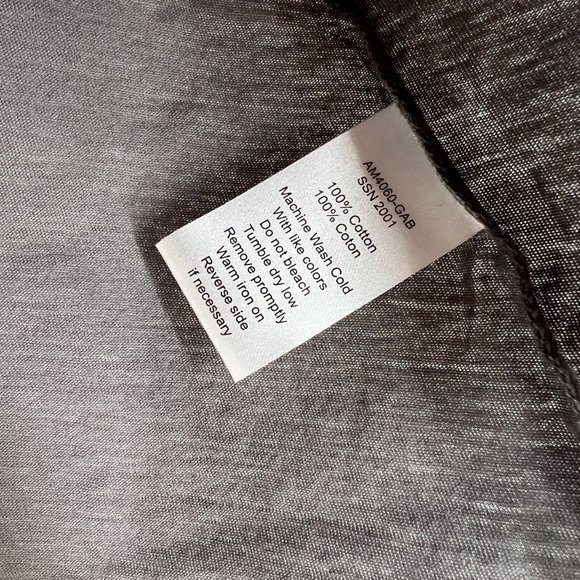 AM4060-GAB
SSN 2001
100% Cotton
100% Coton
Machine Wash Cold
With like colors
Do not bleach
Tumble dry low
Remove promptly
Warm iron on
Reverse side
if necessary